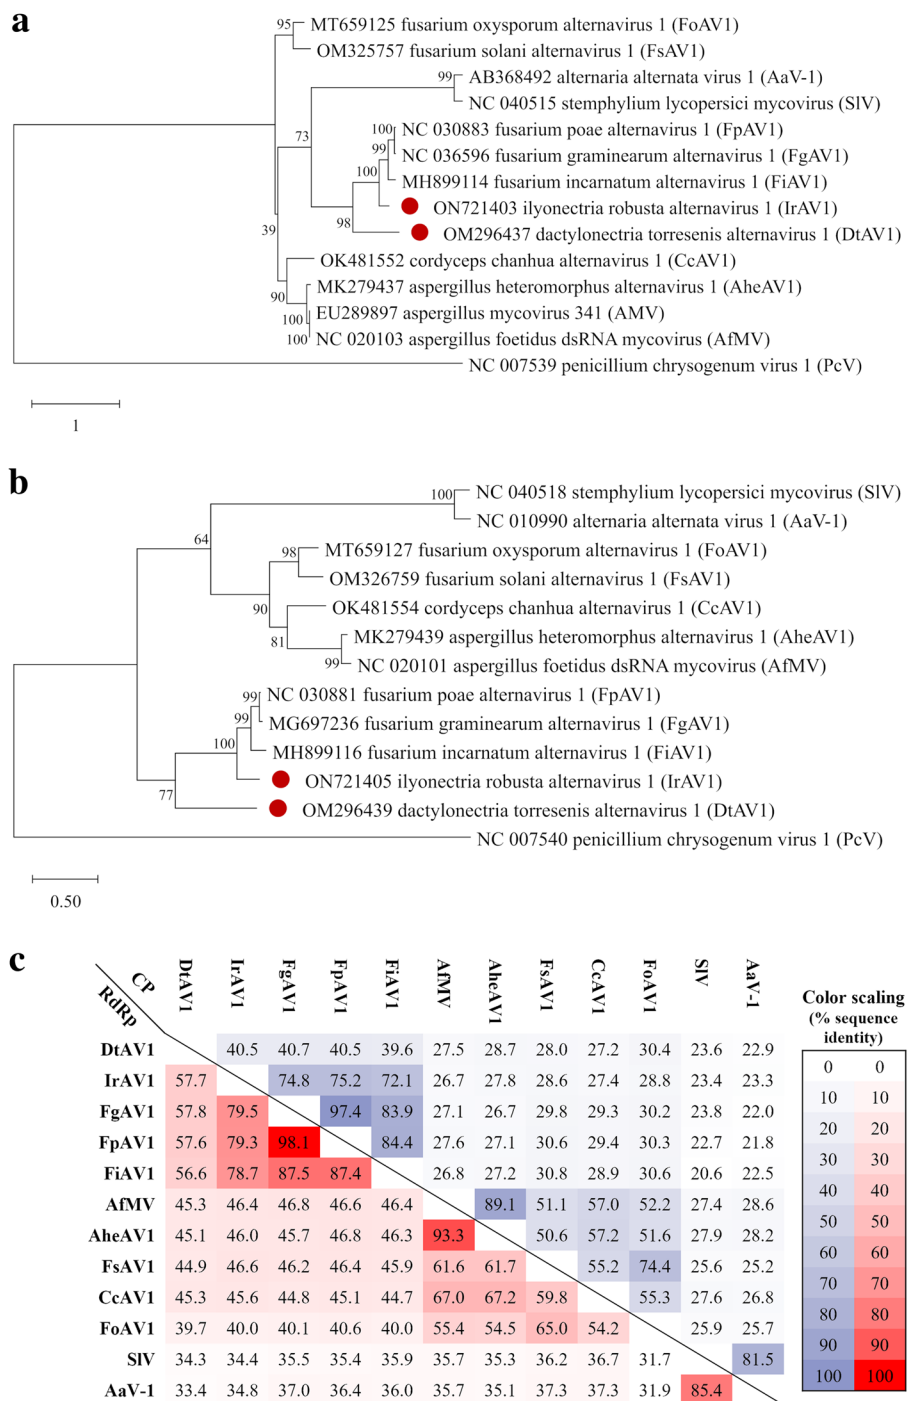 a
95
MT659125 fusarium oxysporum alternavirus 1 (FoAV1)
OM325757 fusarium solani alternavirus 1 (FsAV1)
99
AB368492 alternaria alternata virus 1 (AaV-1)
NC 040515 stemphylium lycopersici mycovirus (SlV)
73
100
NC 030883 fusarium poae alternavirus 1 (FpAV1)
99
NC 036596 fusarium graminearum alternavirus 1 (FgAV1)
100
MH899114 fusarium incarnatum alternavirus 1 (FiAV1)
ON721403 ilyonectria robusta alternavirus 1 (IrAV1)
98
39
OM296437 dactylonectria torresenis alternavirus 1 (DtAV1)
OK481552 cordyceps chanhua alternavirus 1 (CcAV1)
90
MK279437 aspergillus heteromorphus alternavirus 1 (AheAV1)
100
EU289897 aspergillus mycovirus 341 (AMV)
100
NC 020103 aspergillus foetidus dsRNA mycovirus (AfMV)
NC 007539 penicillium chrysogenum virus 1 (PcV)
1
b
100
NC 040518 stemphylium lycopersici mycovirus (SlV)
NC 010990 alternaria alternata virus 1 (AaV-1)
64
98
MT659127 fusarium oxysporum alternavirus 1 (FoAV1)
OM326759 fusarium solani alternavirus 1 (FsAV1)
90
OK481554 cordyceps chanhua alternavirus 1 (CcAV1)
81
MK279439 aspergillus heteromorphus alternavirus 1 (AheAV1)
99
NC 020101 aspergillus foetidus dsRNA mycovirus (AfMV)
99
NC 030881 fusarium poae alternavirus 1 (FpAV1)
99
MG697236 fusarium graminearum alternavirus 1 (FgAV1)
100
MH899116 fusarium incarnatum alternavirus 1 (FiAV1)
ON721405 ilyonectria robusta alternavirus 1 (IrAV1)
77
OM296439 dactylonectria torresenis alternavirus 1 (DtAV1)
NC 007540 penicillium chrysogenum virus 1 (PcV)
0.50
c
CP
RdRp
DtAV1 IrAV1 FgAV1 FpAV1 FiAV1 AfMV AheAV1 FsAV1 CcAV1 FoAV1 SlV AaV-1
DtAV1 40.5 40.7 40.5 39.6 27.5 28.7 28.0 27.2 30.4 23.6 22.9
IrAV1 57.7 74.8 75.2 72.1 26.7 27.8 28.6 27.4 28.8 23.4 23.3
FgAV1 57.8 79.5 97.4 83.9 27.1 26.7 29.8 29.3 30.2 23.8 22.0
FpAV1 57.6 79.3 98.1 84.4 27.6 27.1 30.6 29.4 30.3 22.7 21.8
FiAV1 56.6 78.7 87.5 87.4 26.8 27.2 30.8 28.9 30.6 20.6 22.5
AfMV 45.3 46.4 46.8 46.6 46.4 89.1 51.1 57.0 52.2 27.4 28.6
AheAV1 45.1 46.0 45.7 46.8 46.3 93.3 50.6 57.2 51.6 27.9 28.2
FsAV1 44.9 46.6 46.2 46.4 45.9 61.6 61.7 55.2 74.4 25.6 25.2
CcAV1 45.3 45.6 44.8 45.1 44.7 67.0 67.2 59.8 55.3 27.6 26.8
FoAV1 39.7 40.0 40.1 40.6 40.0 55.4 54.5 65.0 54.2 25.9 25.7
SlV 34.3 34.4 35.5 35.4 35.9 35.7 35.3 36.2 36.7 31.7 81.5
AaV-1 33.4 34.8 37.0 36.4 36.0 35.7 35.1 37.3 37.3 31.9 85.4
Color scaling
(% sequence
identity)
0 0
10 10
20 20
30 30
40 40
50 50
60 60
70 70
80 80
90 90
100 100